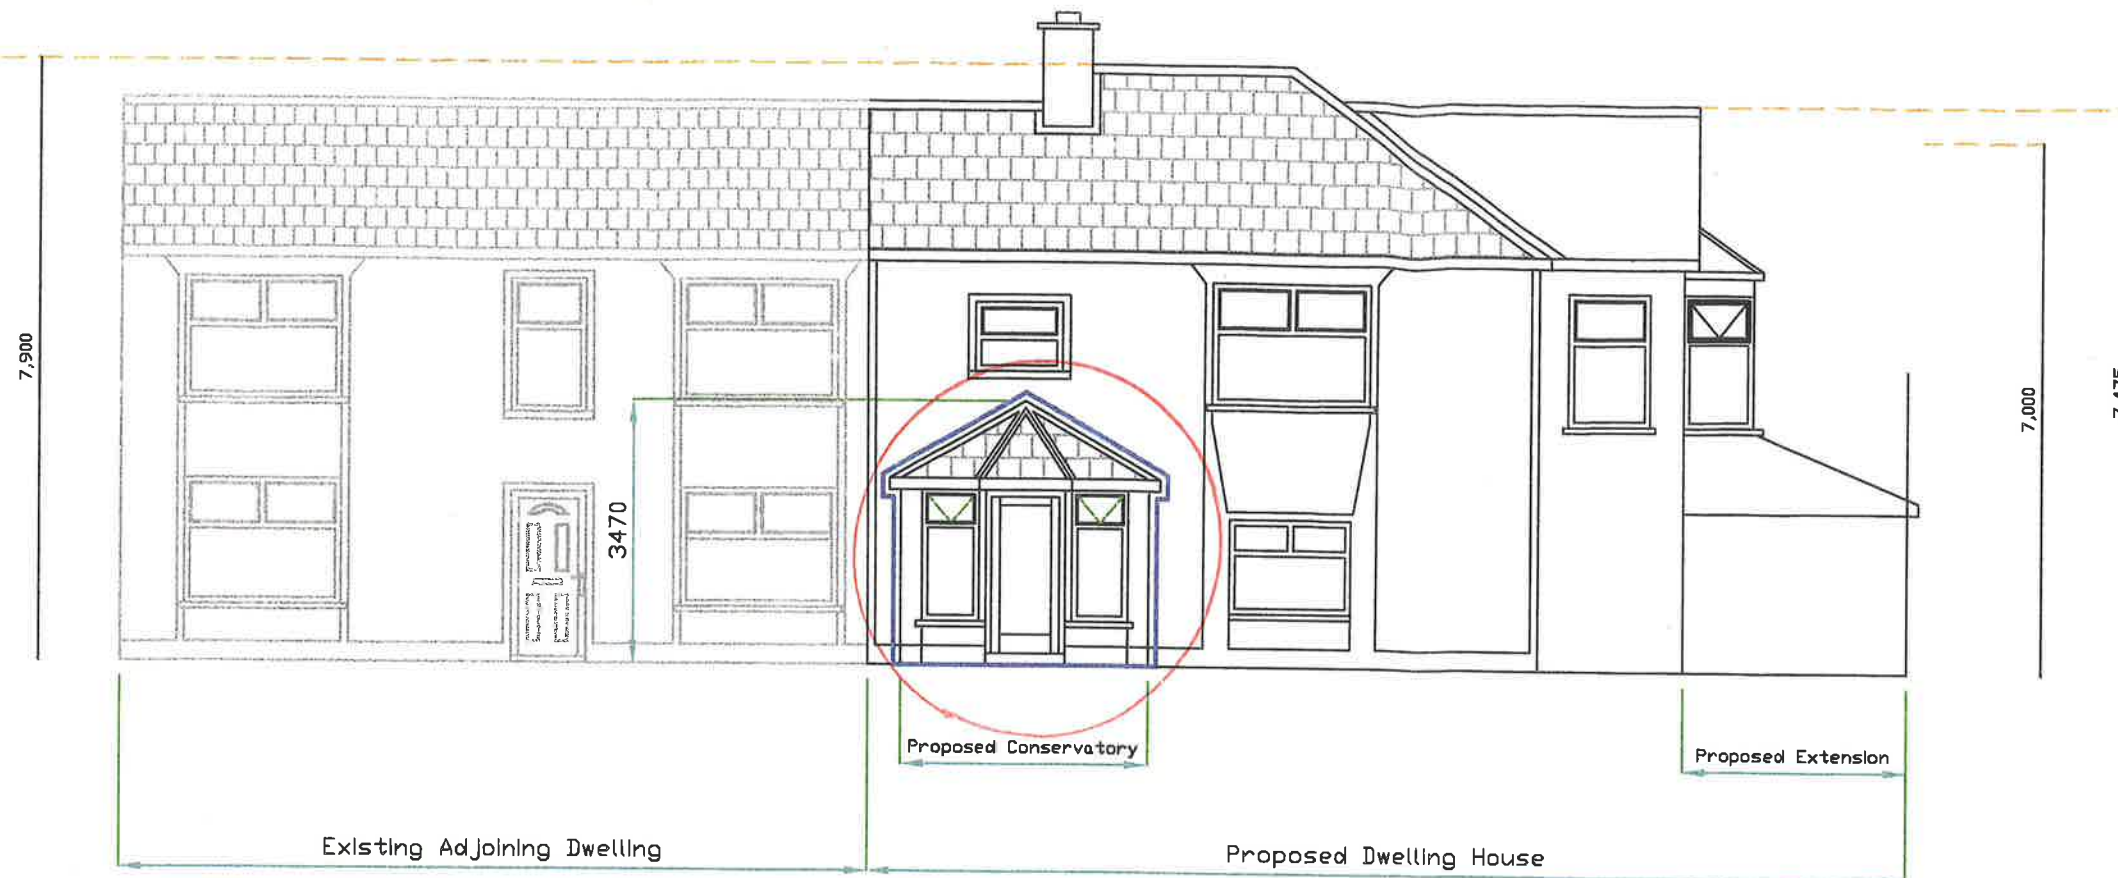 7,900
3470
7,000
Proposed Conservatory
Proposed Extension
Existing Adjoining Dwelling
Proposed Dwelling House